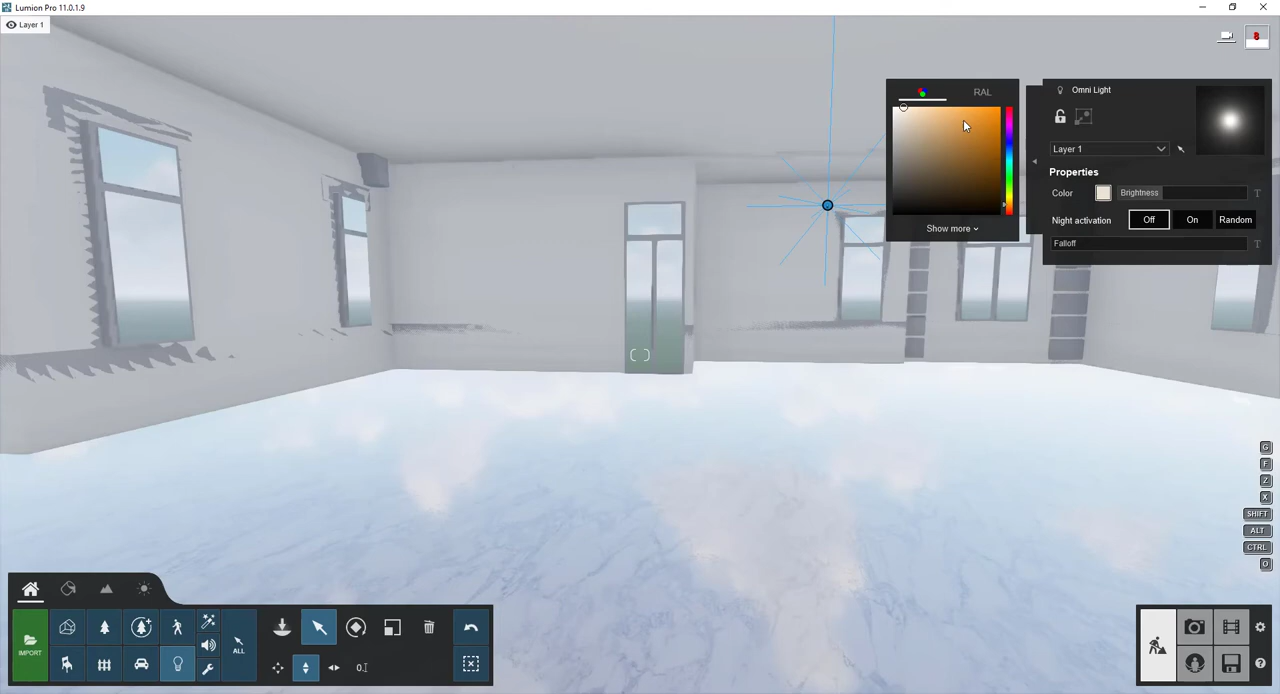 Lumion Pro 11.0.1.9
Layer 1
8
RAL
Show more
Omni Light
Layer 1
Properties
Color
Brightness
T
Night activation
Off
On
Random
Falloff
T
G
F
Z
X
SHIFT
ALT
CTRL
O
IMPORT
ALL